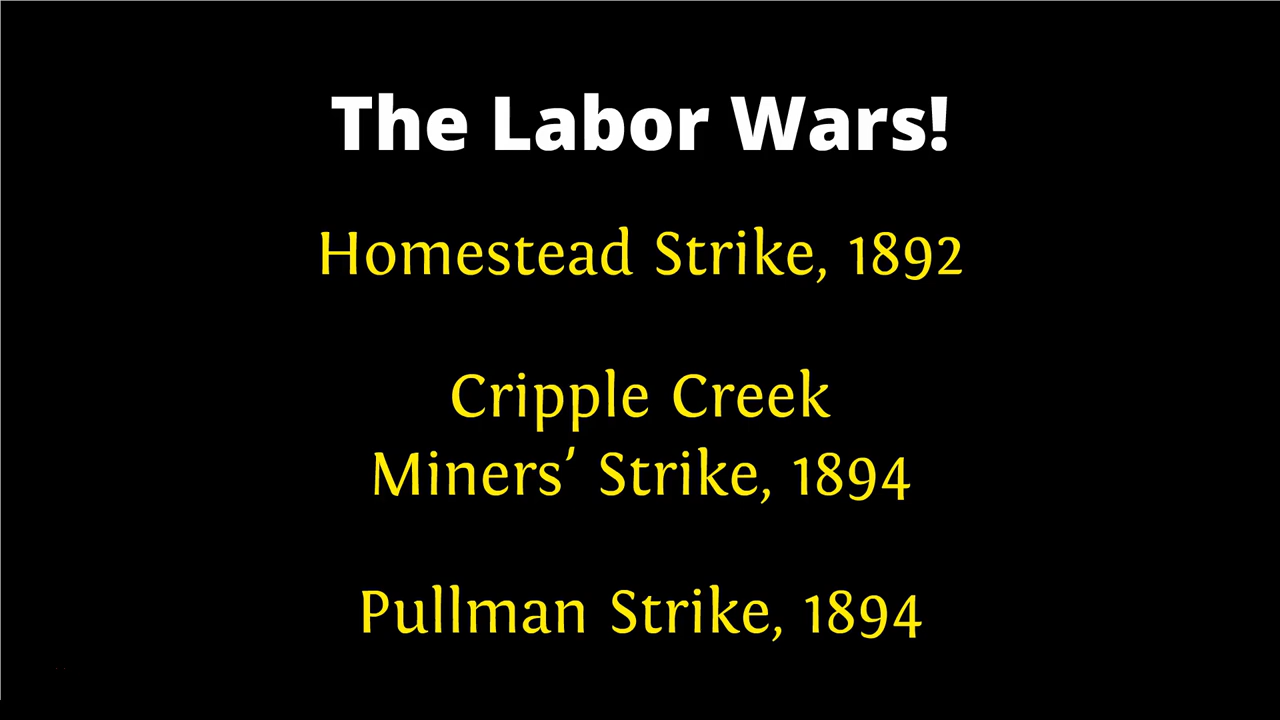 The Labor Wars!
Homestead Strike, 1892
Cripple Creek
Miners' Strike, 1894
Pullman Strike, 1894